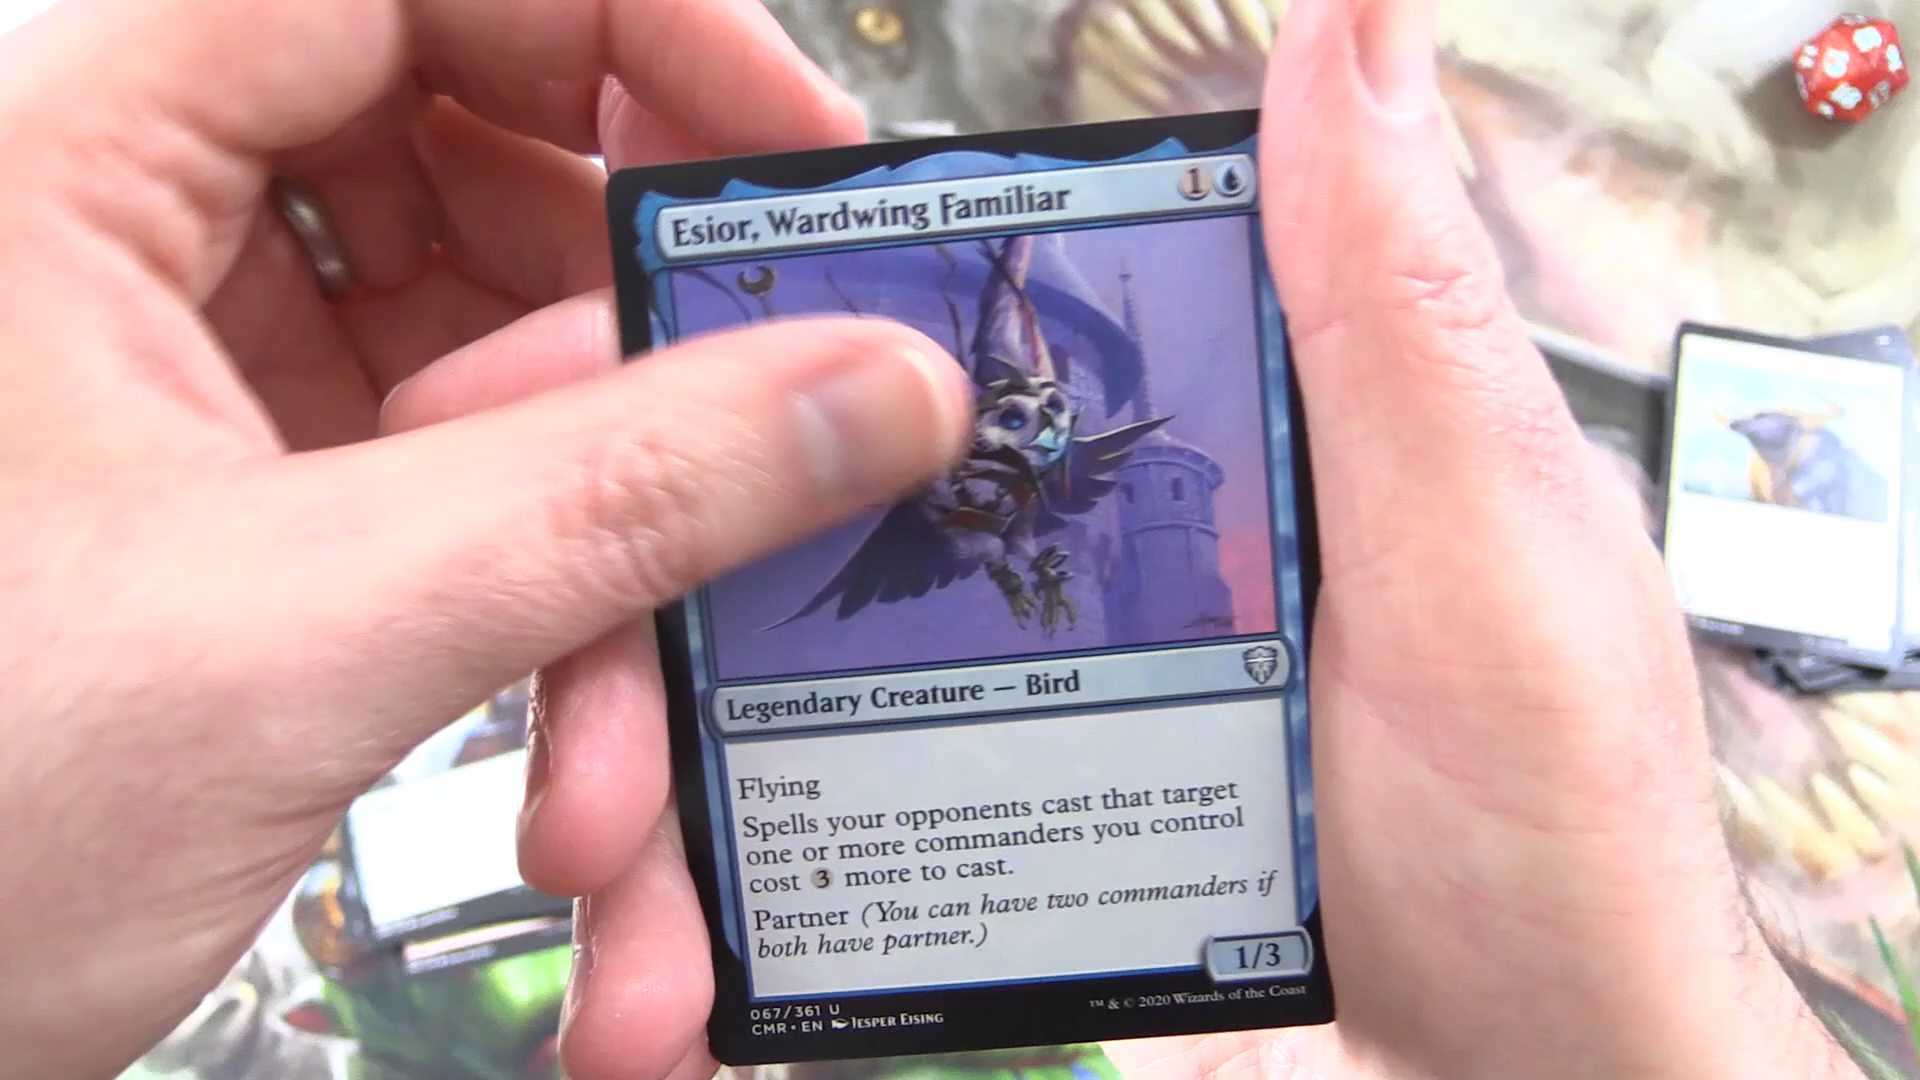 Esior, Wardwing Familiar 1
Legendary Creature — Bird
Flying
Spells your opponents cast that target
one or more commanders you control
cost 3 more to cast.
Partner (You can have two commanders if
both have partner.)
1/3
067/361 U
CMR • EN JESPER EISING
™ & © 2020 Wizards of the Coast